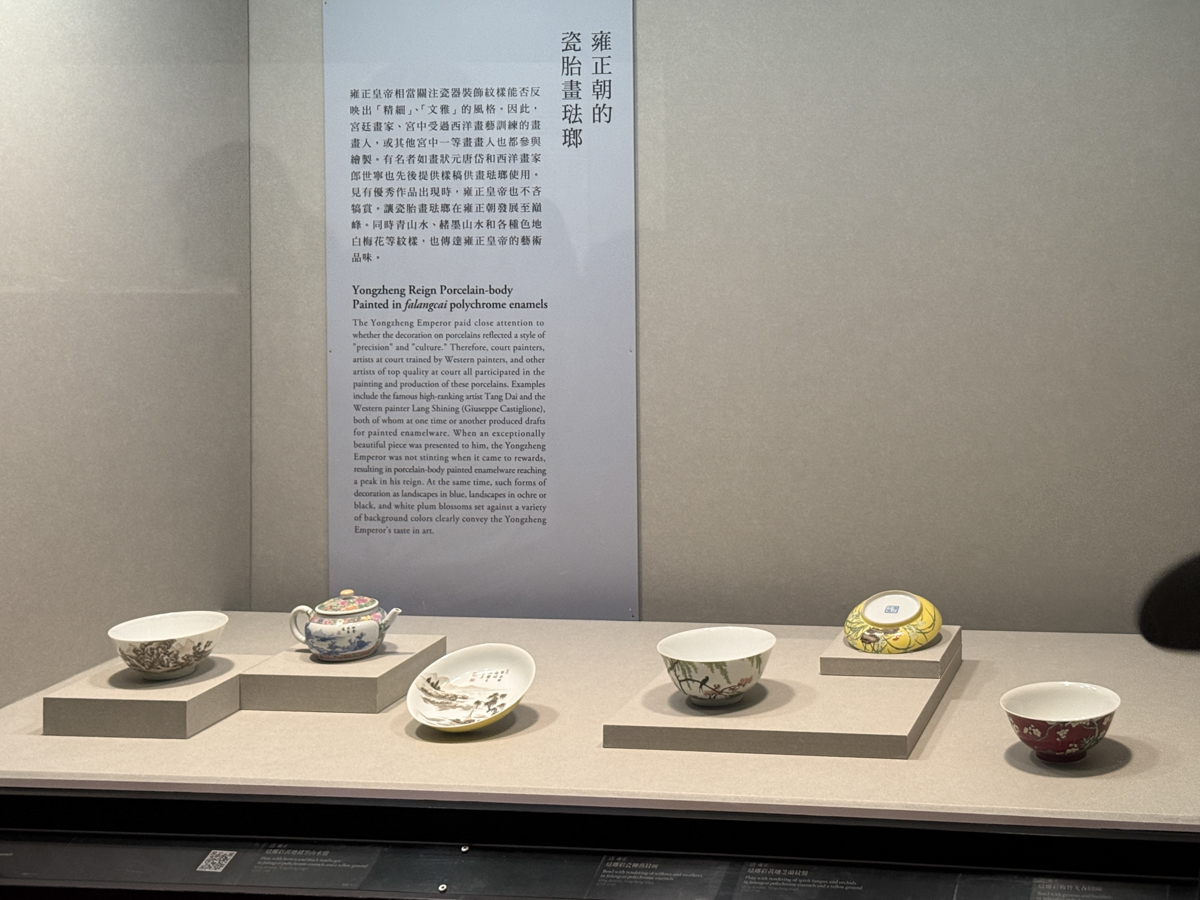 雍正朝的
瓷胎畫琺瑯
雍正皇帝相當關注瓷器裝飾紋樣能否反
映出「精細」、「文雅」的風格。因此，
宮廷畫家、宮中受過西洋畫藝訓練的畫
畫人，或其他宮中一等畫畫人也都參與
繪製。有名者如畫狀元唐岱和西洋畫家
郎世寧也先後提供樣稿供畫琺瑯使用。
見有優秀作品出現時，雍正皇帝也不吝
犒賞。讓瓷胎畫琺瑯在雍正朝發展至巔
峰。同時青山水、赭墨山水和各種色地
白梅花等紋樣，也傳達雍正皇帝的藝術
品味。
Yongzheng Reign Porcelain-body
Painted in falangcai polychrome enamels
The Yongzheng Emperor paid close attention to
whether the decoration on porcelains reflected a style of
"precision" and "culture." Therefore, court painters,
artists at court trained by Western painters, and other
artists of top quality at court all participated in the
painting and production of these porcelains. Examples
include the famous high-ranking artist Tang Dai and the
Western painter Lang Shining (Giuseppe Castiglione),
both of whom at one time or another produced drafts
for painted enamelware. When an exceptionally
beautiful piece was presented to him, the Yongzheng
Emperor was not stinting when it came to rewards,
resulting in porcelain-body painted enamelware reaching
a peak in his reign. At the same time, such forms of
decoration as landscapes in blue, landscapes in ochre or
black, and white plum blossoms set against a variety
of background colors clearly convey the Yongzheng
Emperor's taste in art.